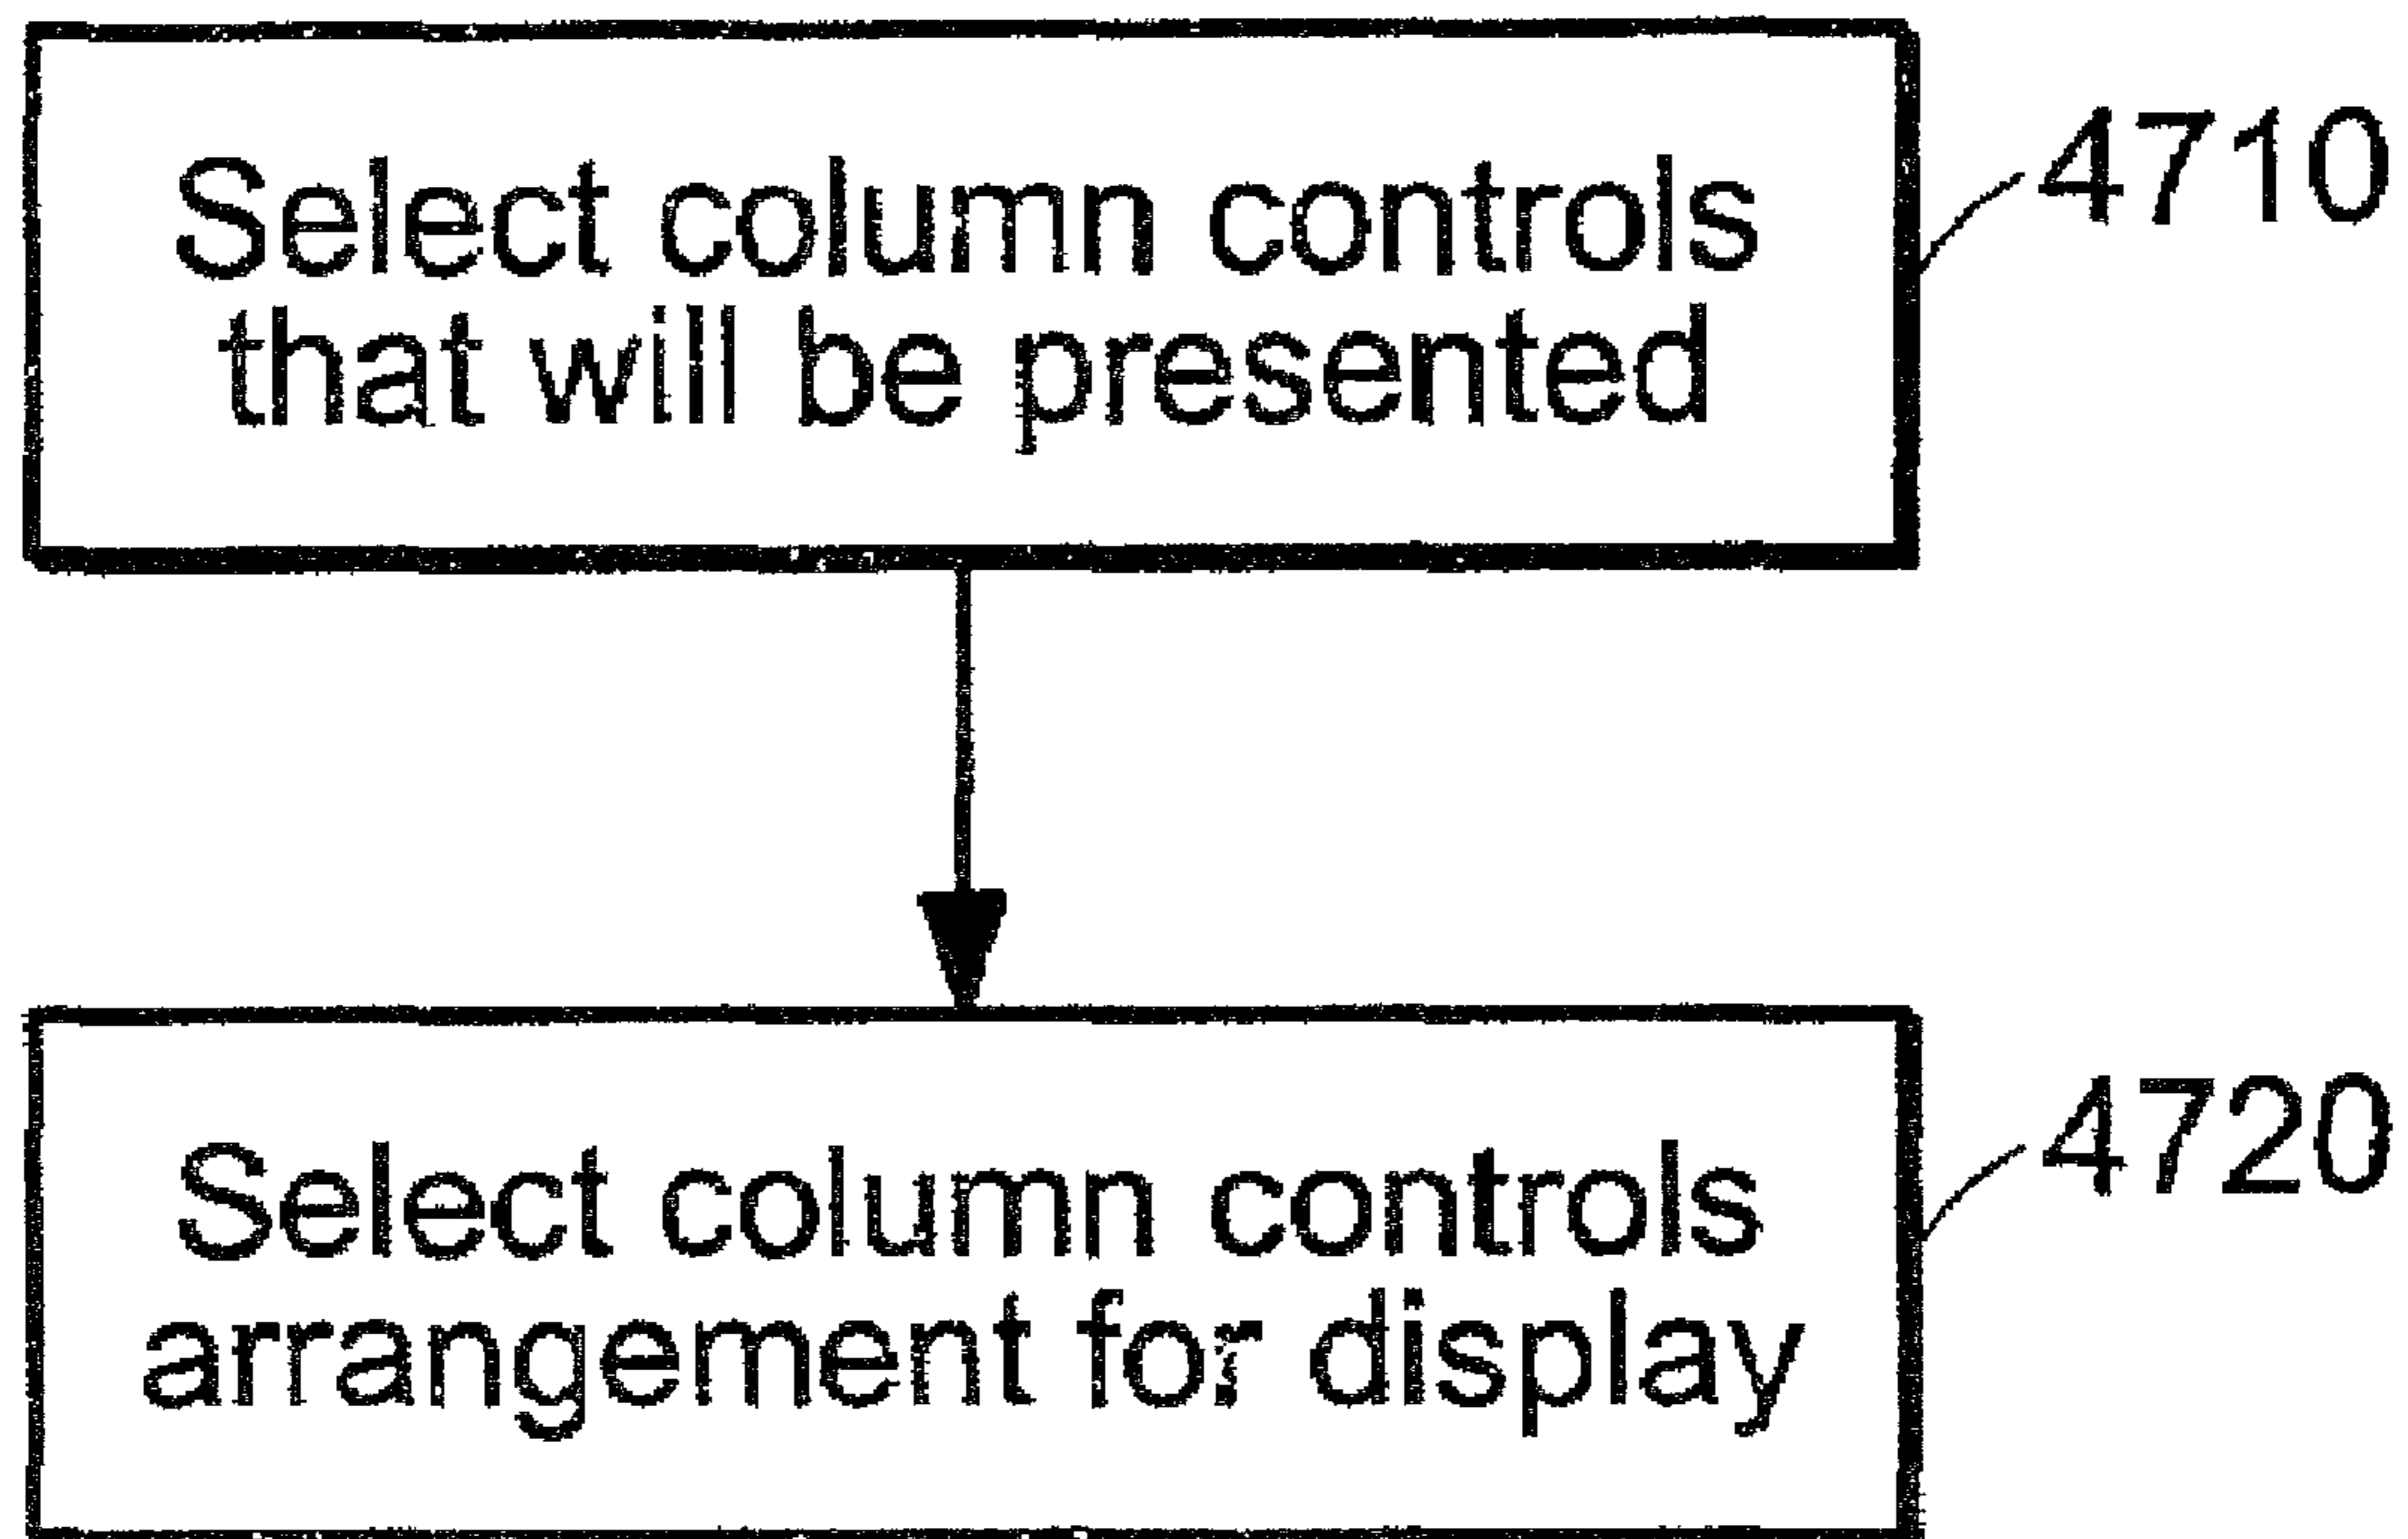 Select column controls
that will be presented
4710
Select column controls
arrangement for display
4720